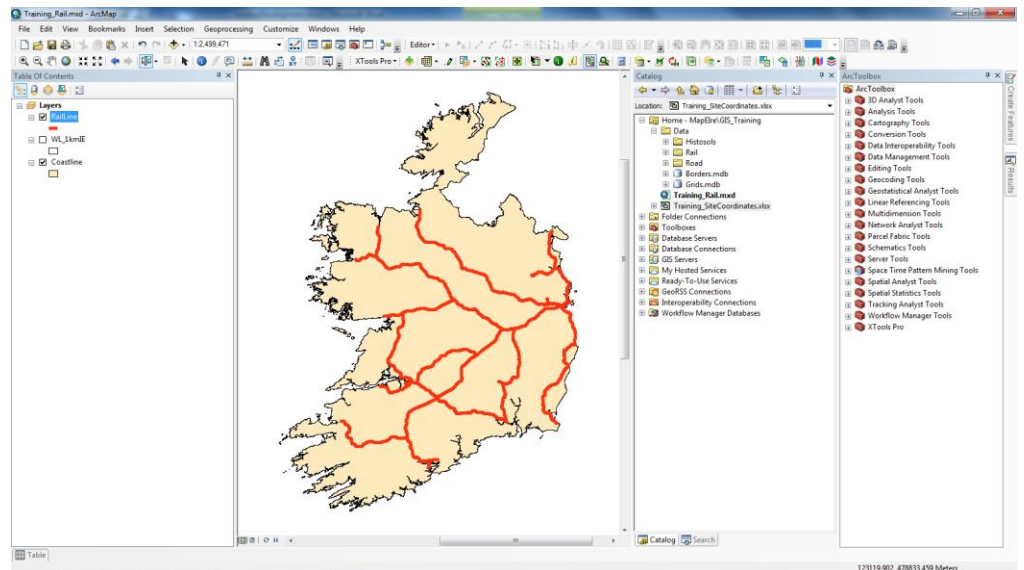 Training_Rail.mxd - ArcMap
File Edit View Bookmarks Insert Selection Geoprocessing Customize Windows Help
1:2,499,471
Editor
XTools Pro
Table Of Contents
Layers
RailLine
WL_1kmIE
Coastline
Catalog
Location: Training_SiteCoordinates.xlsx
Home - MapEIre\GIS_Training
Data
Histosols
Rail
Road
Borders.mdb
Grids.mdb
Training_Rail.mxd
Training_SiteCoordinates.xlsx
Folder Connections
Toolboxes
Database Servers
Database Connections
GIS Servers
My Hosted Services
Ready-To-Use Services
GeoRSS Connections
Interoperability Connections
Workflow Manager Databases
Catalog Search
ArcToolbox
ArcToolbox
3D Analyst Tools
Analysis Tools
Cartography Tools
Conversion Tools
Data Interoperability Tools
Data Management Tools
Editing Tools
Geocoding Tools
Geostatistical Analyst Tools
Linear Referencing Tools
Multidimension Tools
Network Analyst Tools
Parcel Fabric Tools
Schematics Tools
Server Tools
Space Time Pattern Mining Tools
Spatial Analyst Tools
Spatial Statistics Tools
Tracking Analyst Tools
Workflow Manager Tools
XTools Pro
Create Features
Results
Table
123119.902 478833.459 Meters